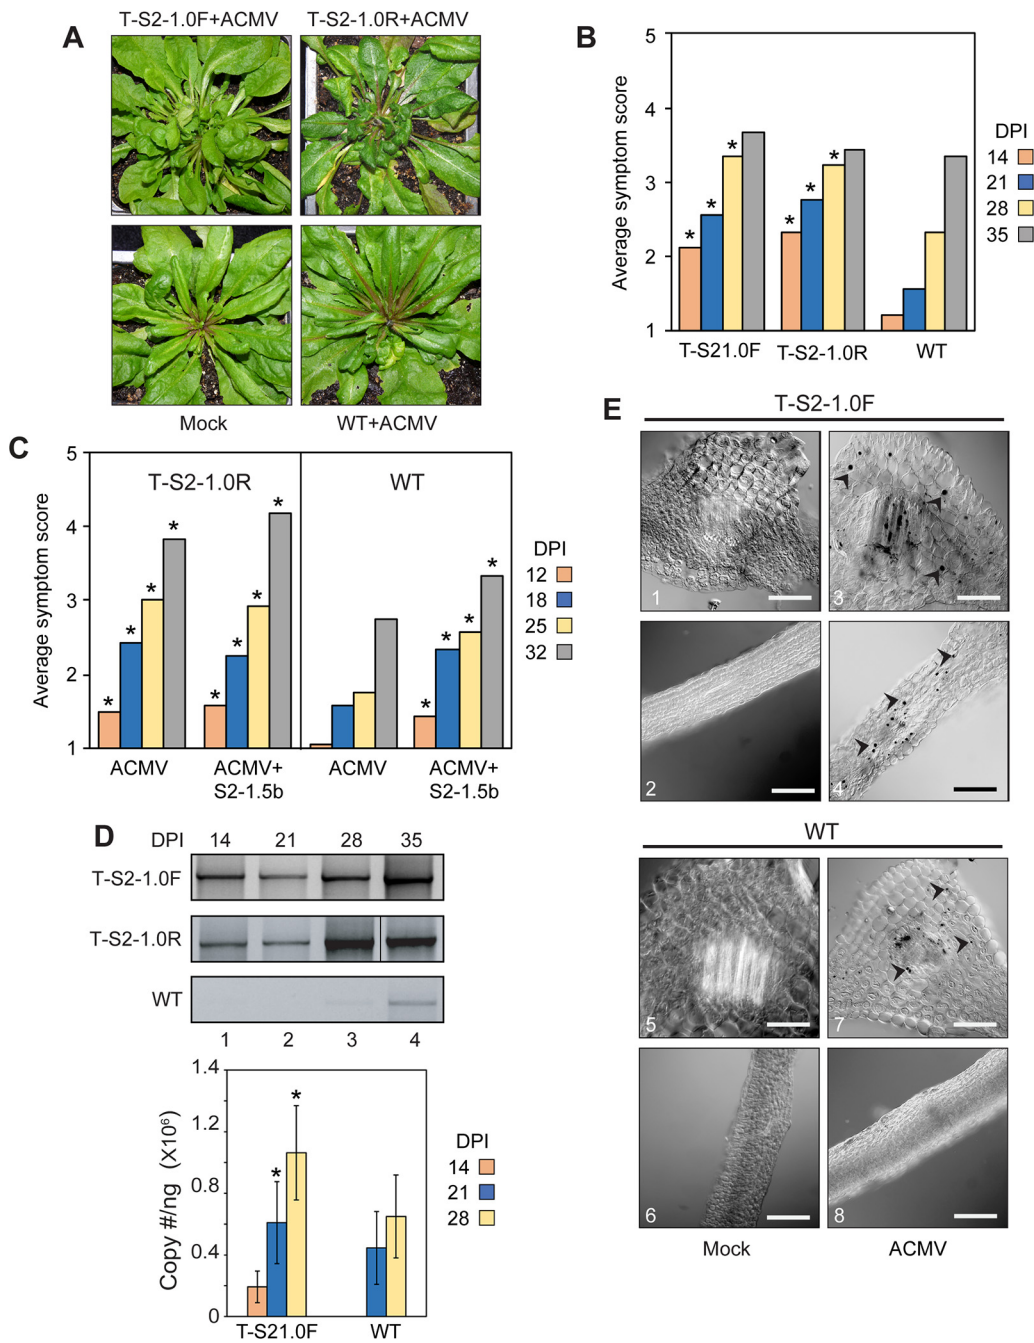 A
T-S2-1.0F+ACMV T-S2-1.0R+ACMV
Mock WT+ACMV
B
Average symptom score
5
4
3
2
1
* * *
* * *
T-S21.0F T-S2-1.0R WT
DPI
14
21
28
35
C
Average symptom score
5
4
3
2
1
T-S2-1.0R WT
* * * *
* * * *
* * * *
ACMV ACMV+ ACMV ACMV+
S2-1.5b S2-1.5b
DPI
12
18
25
32
D
DPI 14 21 28 35
T-S2-1.0F
T-S2-1.0R
WT
1 2 3 4
Copy #/ng (X10⁶)
1.4
1.2
0.8
0.4
0
* *
T-S21.0F WT
DPI
14
21
28
E
T-S2-1.0F
1 3
2 4
WT
5 7
6 8
Mock ACMV